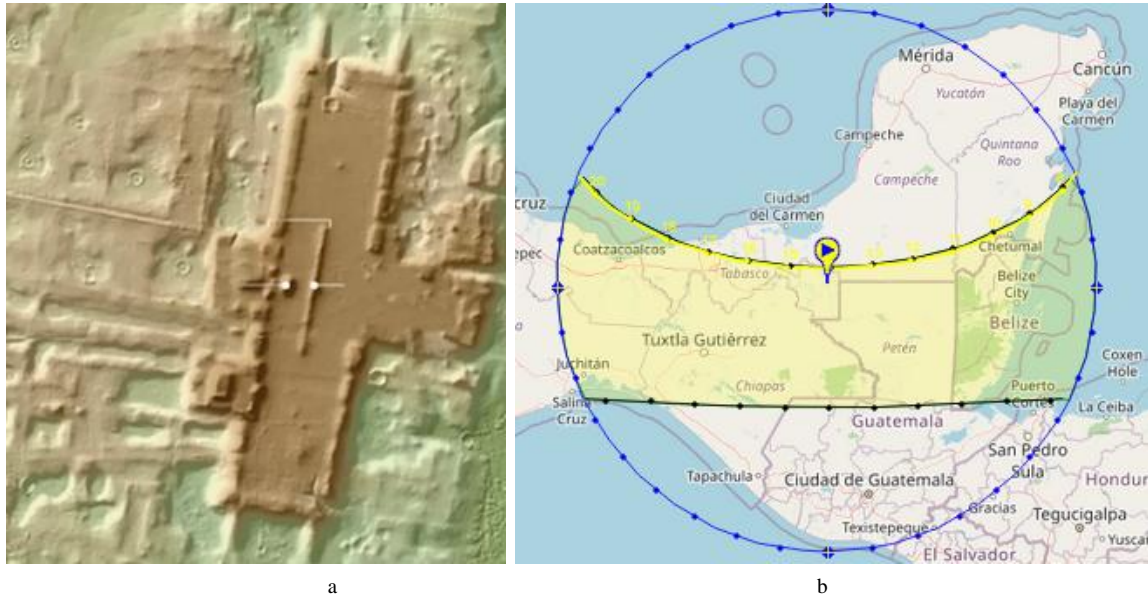 Mérida
Cancún
Yucatán
Playa del
Carmen
Campeche
Quintana
Roo
Campeche
Ciudad
del Carmen
Coatzacoalcos
Tabasco
Chetumal
Belize
City
Belize
Tuxtla Gutiérrez
Petén
Juchitán
Chiapas
Salina
Cruz
Puerto
Cortés
Coxen
Hole
La Ceiba
Guatemala
San Pedro
Sula
Tapachula
Ciudad de Guatemala
Gracias
Hondur
Tegucigalpa
Texistepeque
Yuscar
El Salvador
a
b